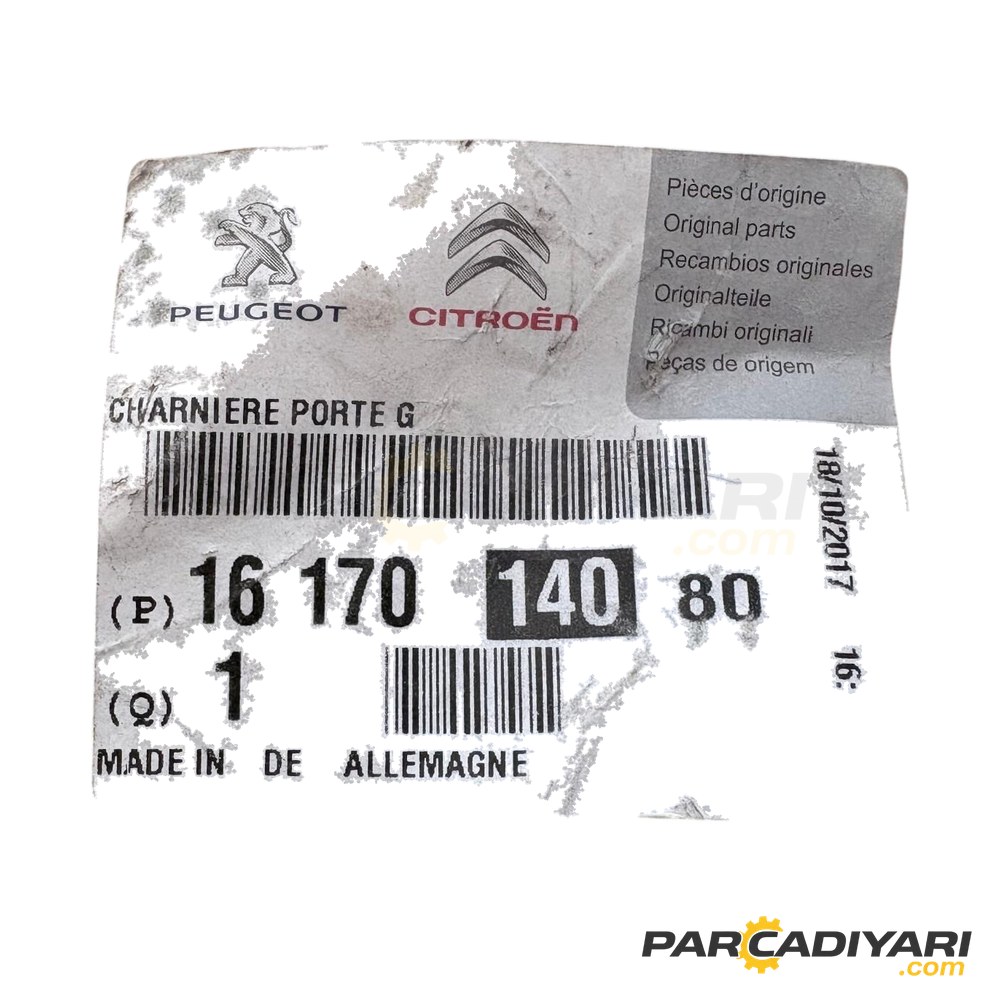 PEUGEOT
CITROËN
Pièces d'origine
Original parts
Recambios originales
Originalteile
Ricambi originali
Peças de origem
CHARNIERE PORTE G
(P) 16 170 140 80
(Q) 1
MADE IN DE ALLEMAGNE
18/10/2017 16:
PARCADIYARI
.com